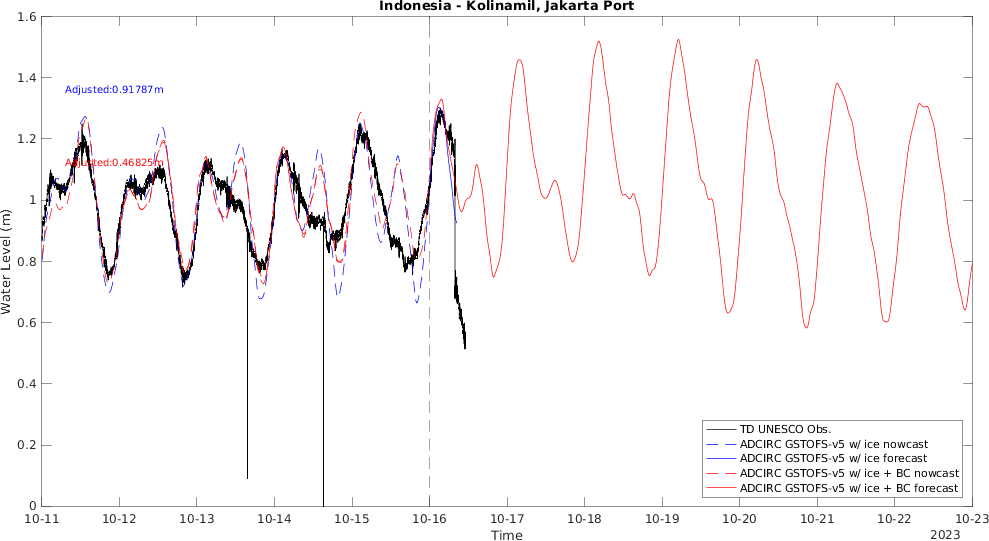 Indonesia - Kolinamil, Jakarta Port
1.6
1.4
1.2
1
0.8
0.6
0.4
0.2
0
Water Level (m)
Adjusted:0.91787m
Adjusted:0.46825m
TD UNESCO Obs.
ADCIRC GSTOFS-v5 w/ ice nowcast
ADCIRC GSTOFS-v5 w/ ice forecast
ADCIRC GSTOFS-v5 w/ ice + BC nowcast
ADCIRC GSTOFS-v5 w/ ice + BC forecast
10-11 10-12 10-13 10-14 10-15 10-16 10-17 10-18 10-19 10-20 10-21 10-22 10-23
Time
2023